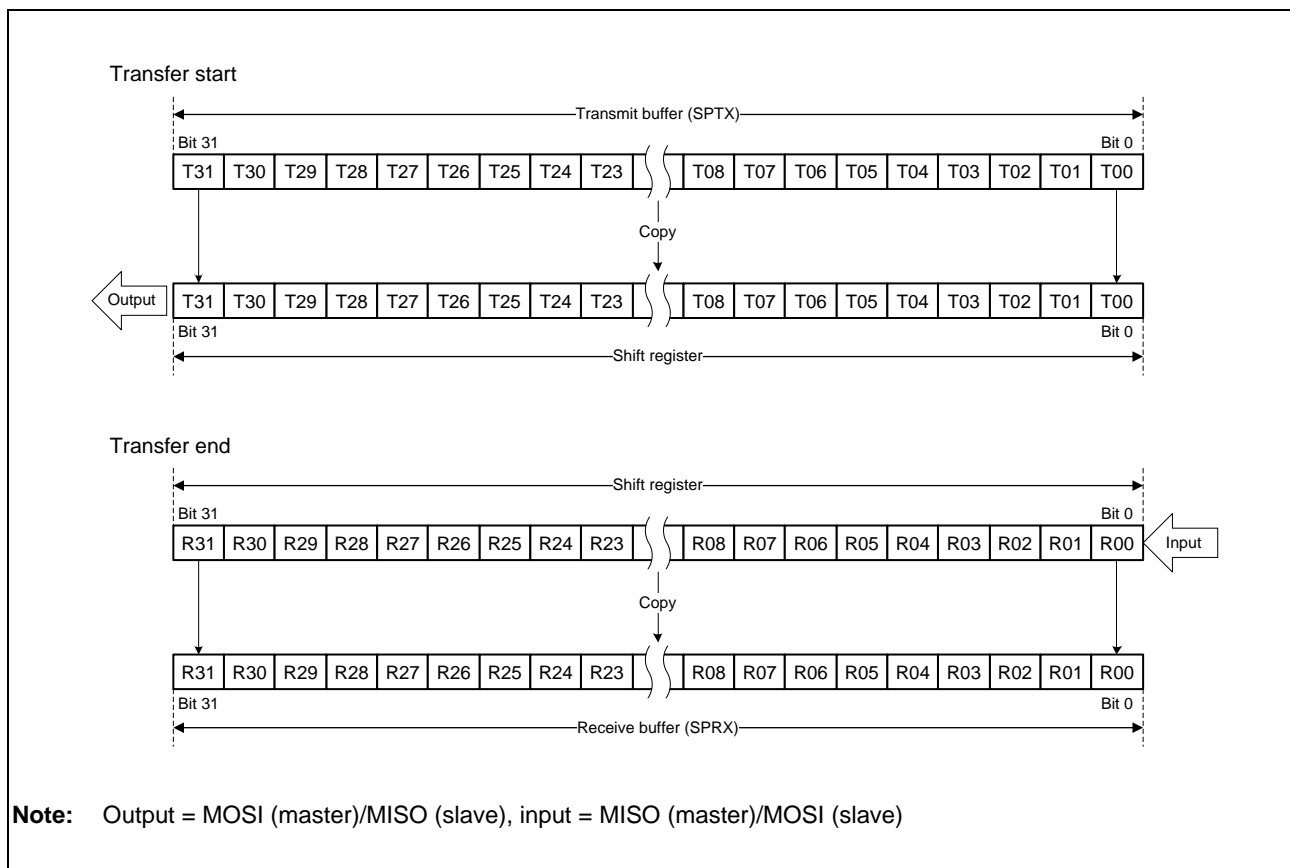 Transfer start
Transmit buffer (SPTX)
Bit 31 Bit 0
T31 T30 T29 T28 T27 T26 T25 T24 T23 T08 T07 T06 T05 T04 T03 T02 T01 T00
Copy
Output T31 T30 T29 T28 T27 T26 T25 T24 T23 T08 T07 T06 T05 T04 T03 T02 T01 T00
Bit 31 Bit 0
Shift register
Transfer end
Shift register
Bit 31 Bit 0
R31 R30 R29 R28 R27 R26 R25 R24 R23 R08 R07 R06 R05 R04 R03 R02 R01 R00 Input
Copy
R31 R30 R29 R28 R27 R26 R25 R24 R23 R08 R07 R06 R05 R04 R03 R02 R01 R00
Bit 31 Bit 0
Receive buffer (SPRX)
Note: Output = MOSI (master)/MISO (slave), input = MISO (master)/MOSI (slave)